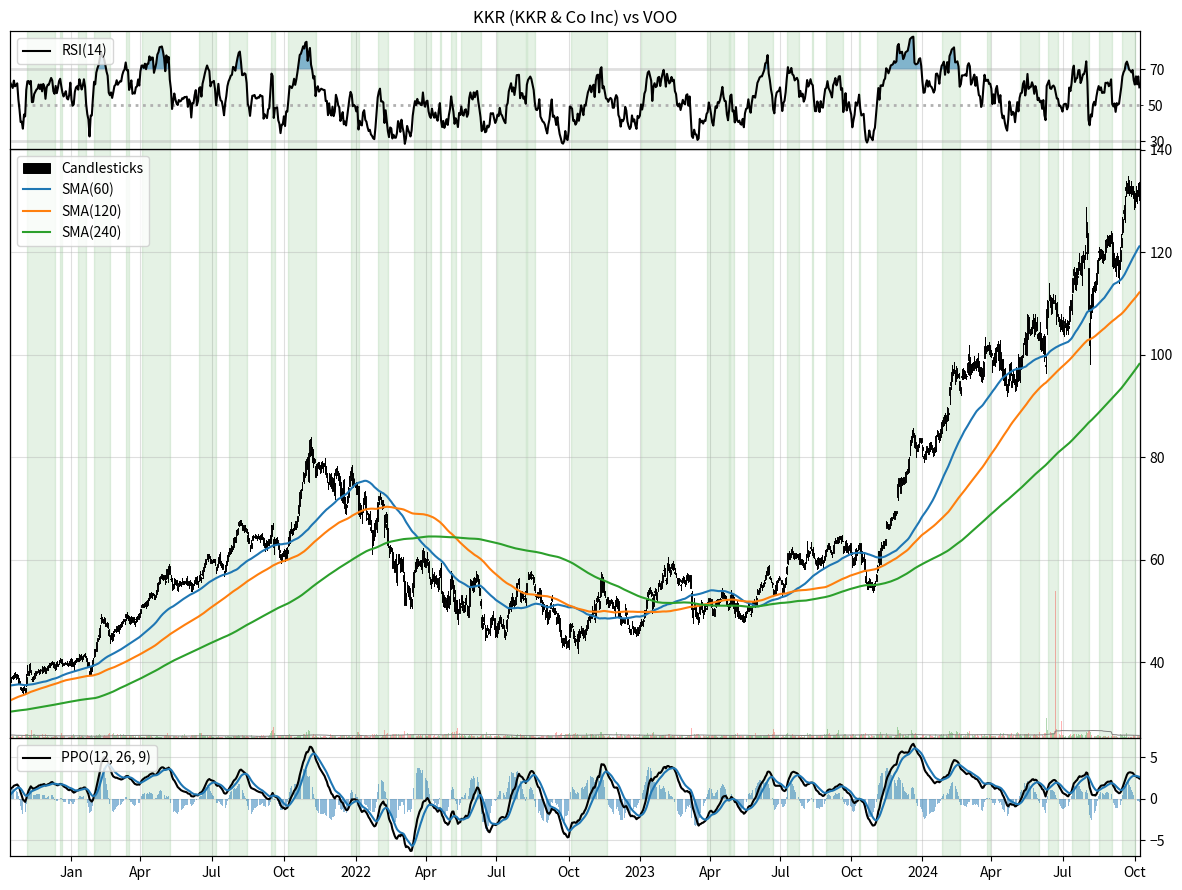 KKR (KKR & Co Inc) vs VOO
RSI(14)
70
50
30
140
Candlesticks
SMA(60)
SMA(120)
SMA(240)
120
100
80
60
40
PPO(12, 26, 9)
5
0
−5
Jan Apr Jul Oct 2022 Apr Jul Oct 2023 Apr Jul Oct 2024 Apr Jul Oct